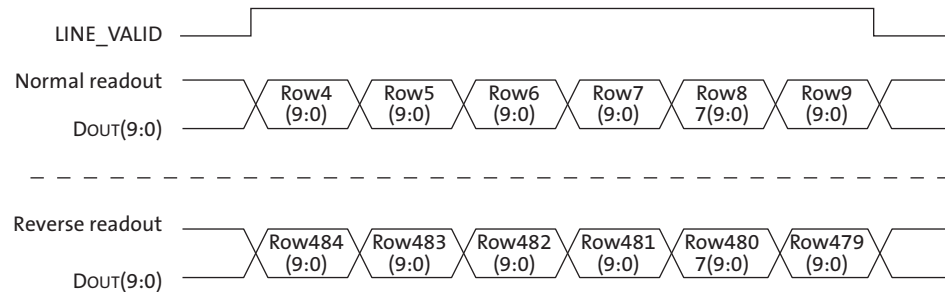 LINE_VALID
Normal readout
Row4 Row5 Row6 Row7 Row8 Row9
(9:0) (9:0) (9:0) (9:0) 7(9:0) (9:0)
DOUT(9:0)
Reverse readout
Row484 Row483 Row482 Row481 Row480 Row479
(9:0) (9:0) (9:0) (9:0) 7(9:0) (9:0)
DOUT(9:0)